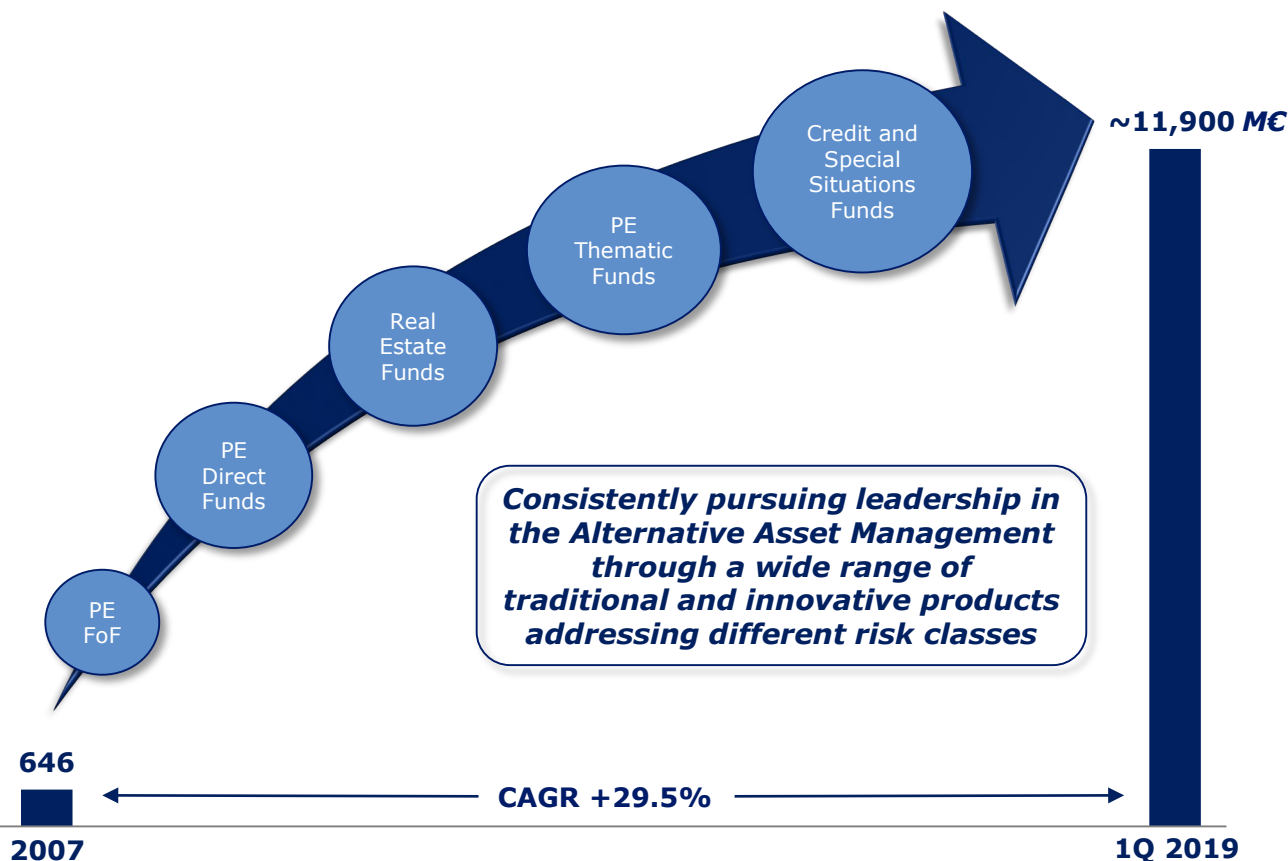 ~11,900 M€
Credit and
Special
Situations
Funds
PE
Thematic
Funds
Real
Estate
Funds
PE
Direct
Funds
PE
FoF
Consistently pursuing leadership in
the Alternative Asset Management
through a wide range of
traditional and innovative products
addressing different risk classes
646
CAGR +29.5%
2007
1Q 2019